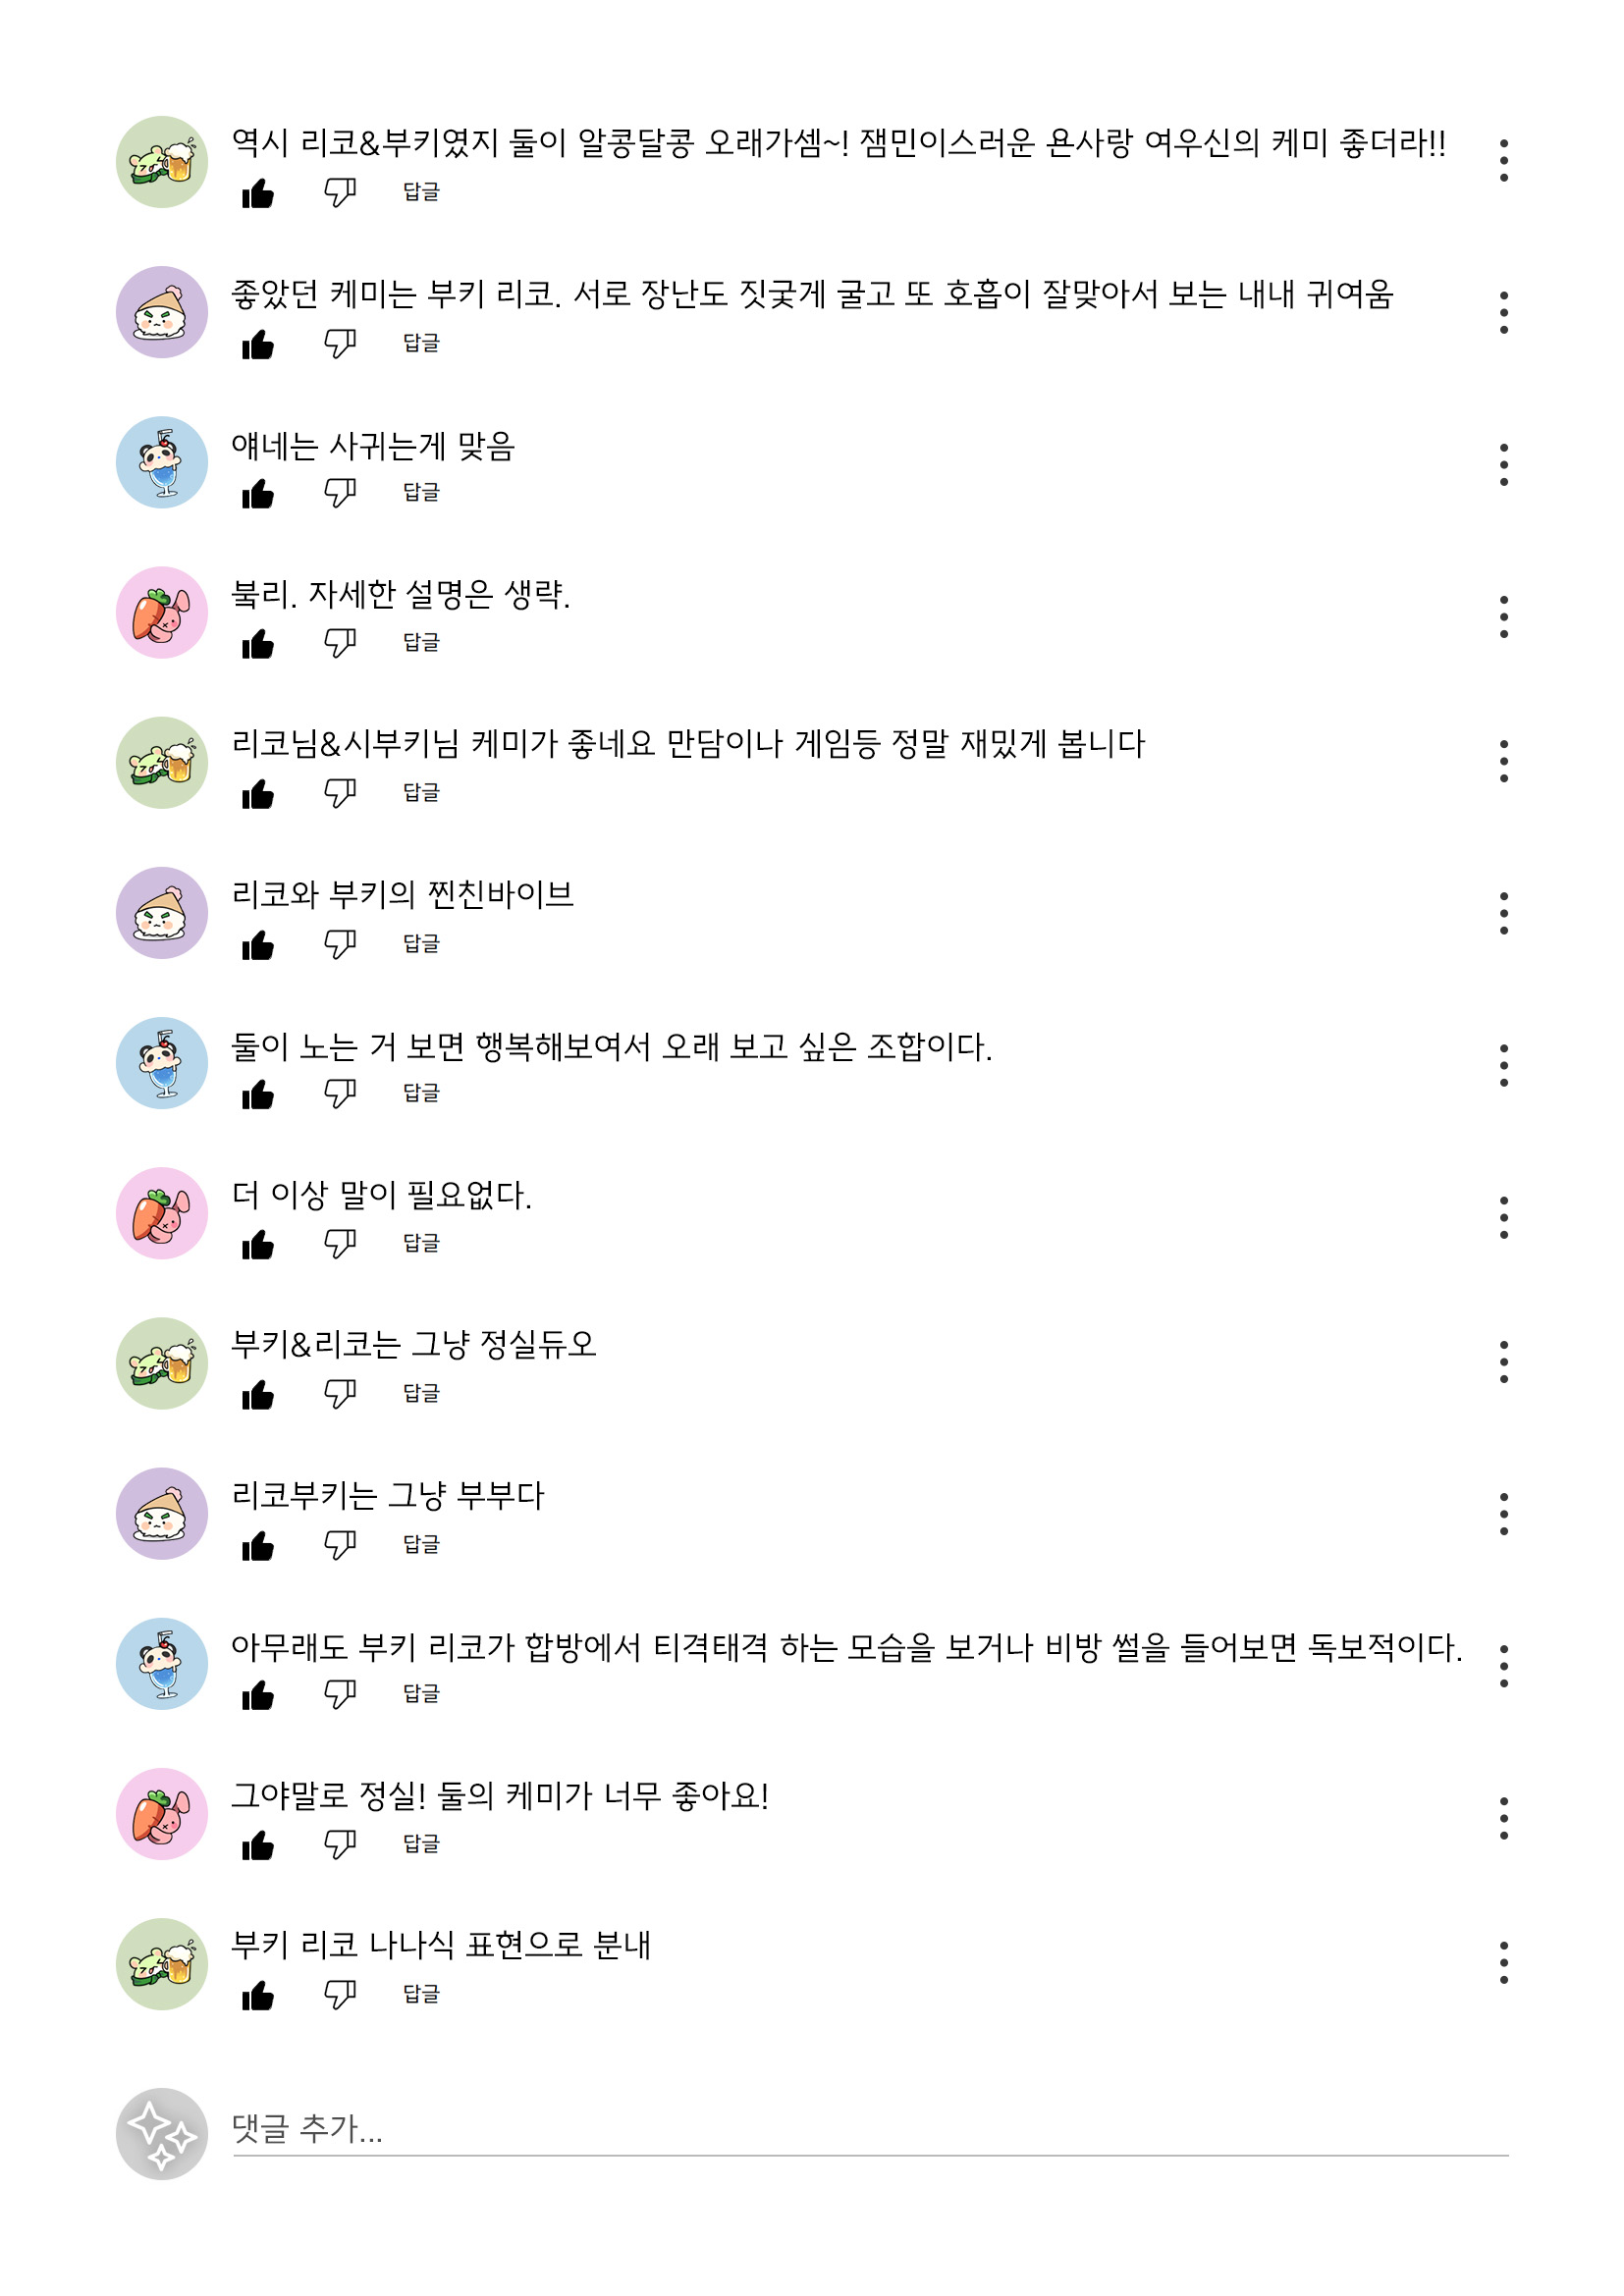 역시 리코&부키였지 둘이 알콩달콩 오래가셈~! 잼민이스러운 욘사랑 여우신의 케미 좋더라!!
답글
좋았던 케미는 부키 리코. 서로 장난도 짓궂게 굴고 또 호흡이 잘맞아서 보는 내내 귀여움
답글
얘네는 사귀는게 맞음
답글
붘리. 자세한 설명은 생략.
답글
리코님&시부키님 케미가 좋네요 만담이나 게임등 정말 재밌게 봅니다
답글
리코와 부키의 찐친바이브
답글
둘이 노는 거 보면 행복해보여서 오래 보고 싶은 조합이다.
답글
더 이상 말이 필요없다.
답글
부키&리코는 그냥 정실듀오
답글
리코부키는 그냥 부부다
답글
아무래도 부키 리코가 합방에서 티격태격 하는 모습을 보거나 비방 썰을 들어보면 독보적이다.
답글
그야말로 정실! 둘의 케미가 너무 좋아요!
답글
부키 리코 나나식 표현으로 분내
답글
댓글 추가...